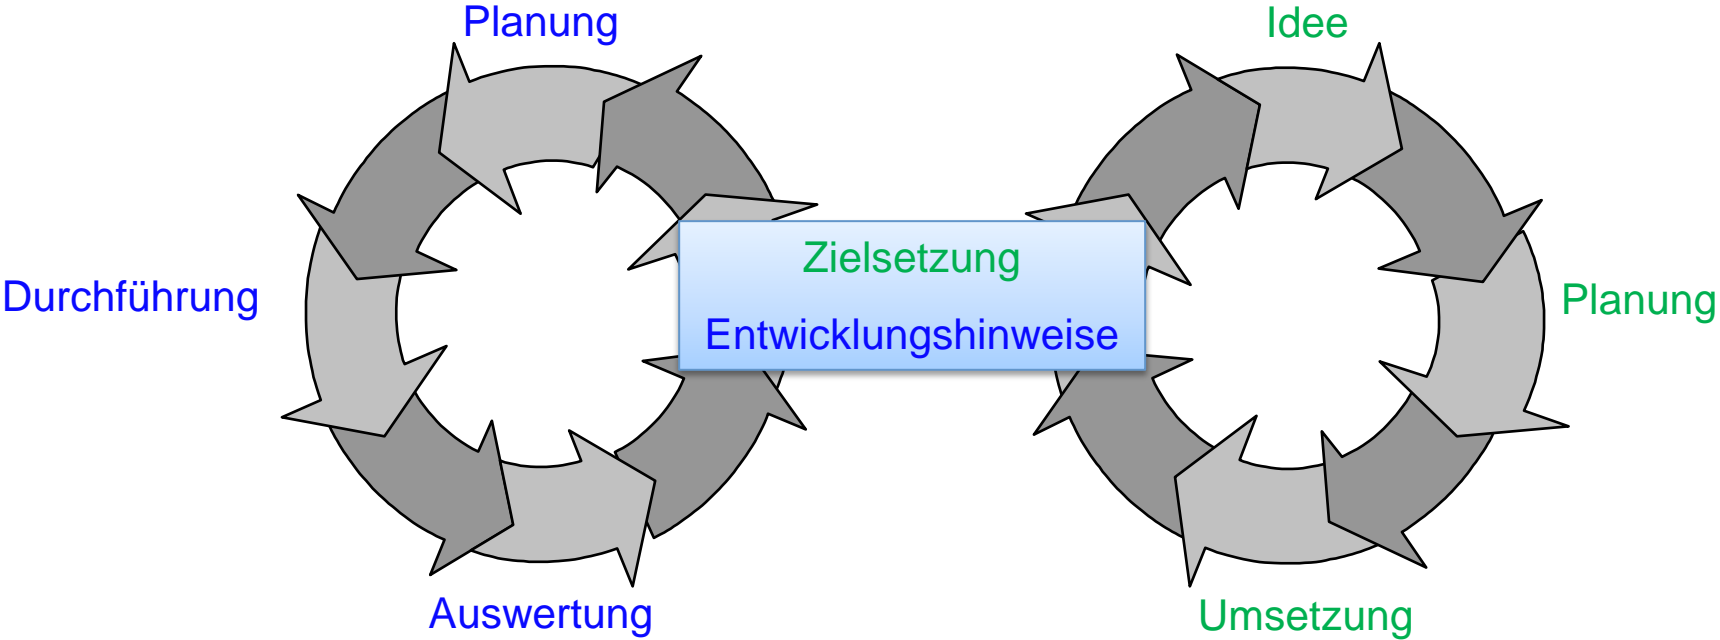 Planung
Idee
Zielsetzung
Durchführung
Planung
Entwicklungshinweise
Auswertung
Umsetzung